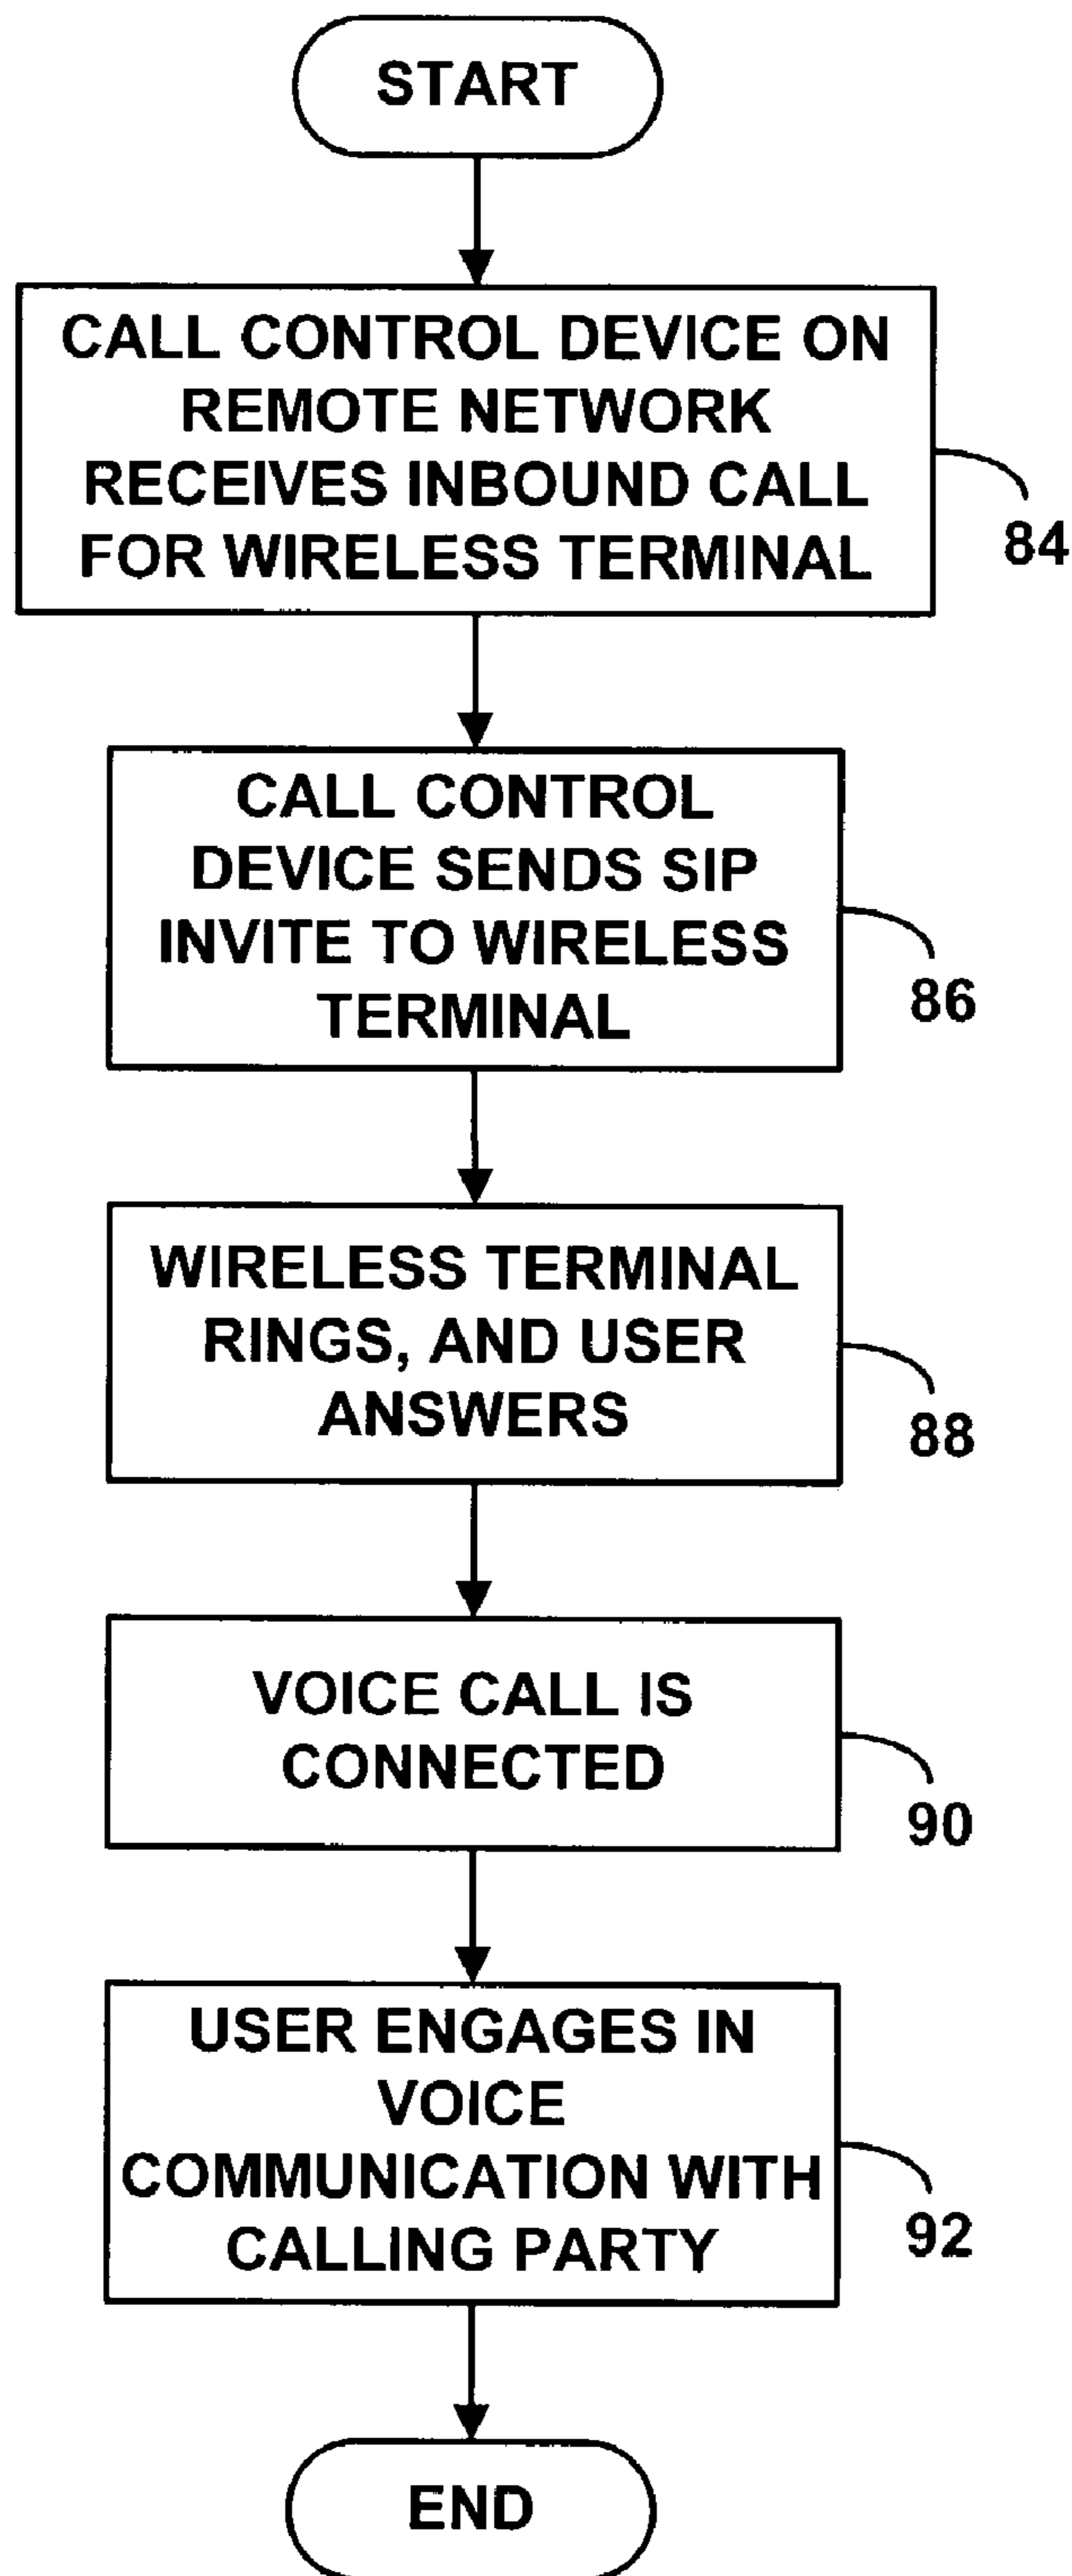 START
CALL CONTROL DEVICE ON
REMOTE NETWORK
RECEIVES INBOUND CALL
FOR WIRELESS TERMINAL
84
CALL CONTROL
DEVICE SENDS SIP
INVITE TO WIRELESS
TERMINAL
86
WIRELESS TERMINAL
RINGS, AND USER
ANSWERS
88
VOICE CALL IS
CONNECTED
90
USER ENGAGES IN
VOICE
COMMUNICATION WITH
CALLING PARTY
92
END